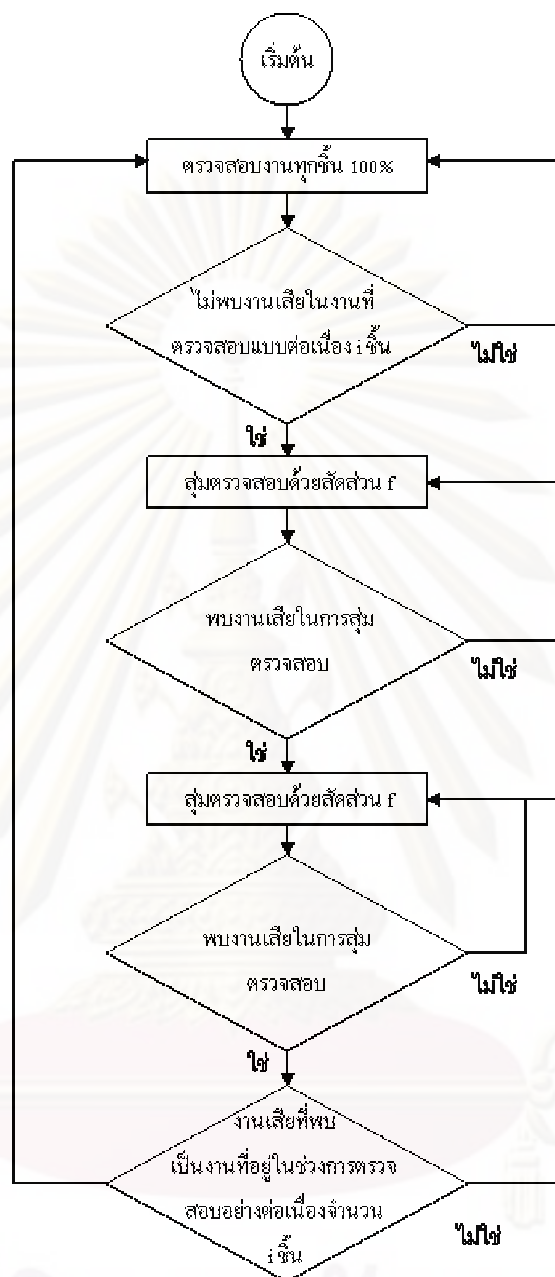 เริ่มต้น
ตรวจสอบงานทุกชิ้น 100%
ไม่พบงานเสียในงานที่
ตรวจสอบแบบต่อเนื่อง i ชิ้น
ไม่ใช่
ใช่
สุ่มตรวจสอบด้วยสัดส่วน f
พบงานเสียในการสุ่ม
ตรวจสอบ
ไม่ใช่
ใช่
สุ่มตรวจสอบด้วยสัดส่วน f
พบงานเสียในการสุ่ม
ตรวจสอบ
ไม่ใช่
ใช่
งานเสียที่พบ
เป็นงานที่อยู่ในช่วงการตรวจ
สอบอย่างต่อเนื่องจำนวน
i ชิ้น
ไม่ใช่